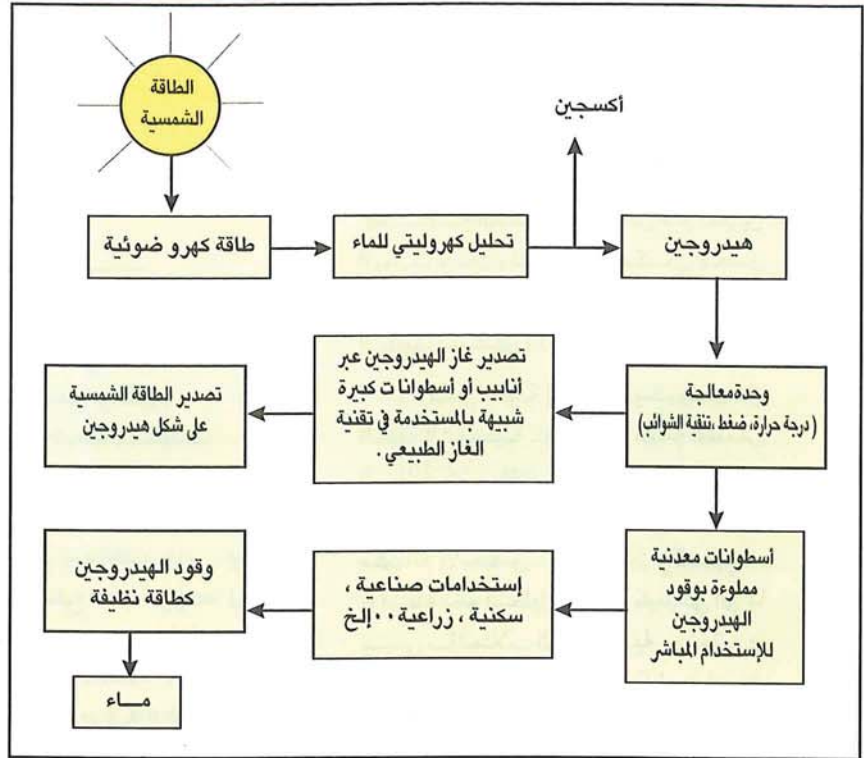 الطاقة
الشمسية
أكسجين
طاقة كهرو ضوئية
تحليل كهروليتي للماء
هيدروجين
وحدة معالجة
(درجة حرارة، ضغط، تنقية الشوائب)
تصدير غاز الهيدروجين عبر
أنابيب أو أسطوانات كبيرة
شبيهة بالمستخدمة في تقنية
الغاز الطبيعي.
تصدير الطاقة الشمسية
على شكل هيدروجين
أسطوانات معدنية
مملوءة بوقود
الهيدروجين
للإستخدام المباشر
إستخدامات صناعية ،
سكنية ، زراعية ٠٠ إلخ
وقود الهيدروجين
كطاقة نظيفة
مـــاء